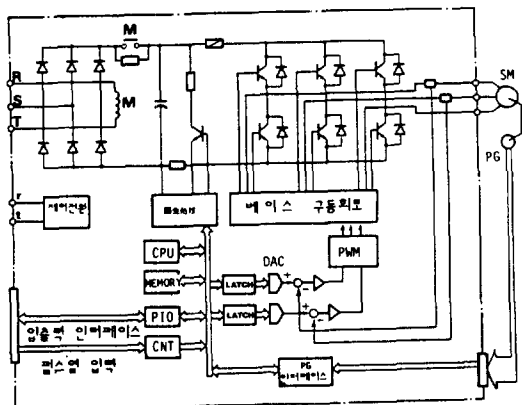 M
R
S
T
M
SM
PG
r
t
제어전원
베이스 구동회로
CPU
DAC
PWM
MEMORY
LATCH
PIO
LATCH
입출력 인터페이스
CNT
펄스열 입력
PG
인터페이스